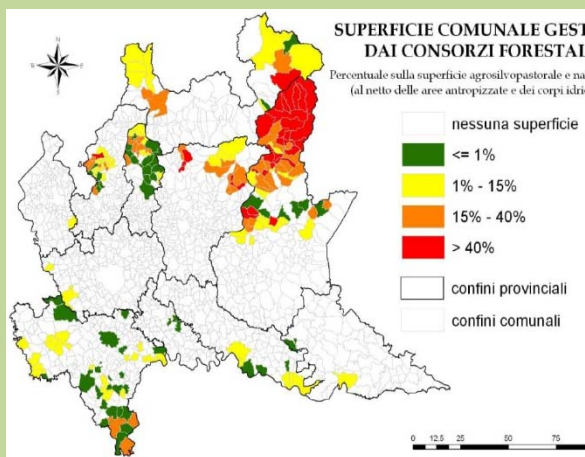 SUPERFICIE COMUNALE GEST
DAI CONSORZI FORESTAL
Percentuale sulla superficie agrosilvopastorale e na
(al netto delle aree antropizzate e dei corpi idri
nessuna superficie
<= 1%
1% - 15%
15% - 40%
> 40%
confini provinciali
confini comunali
0 12.5 25 50 75